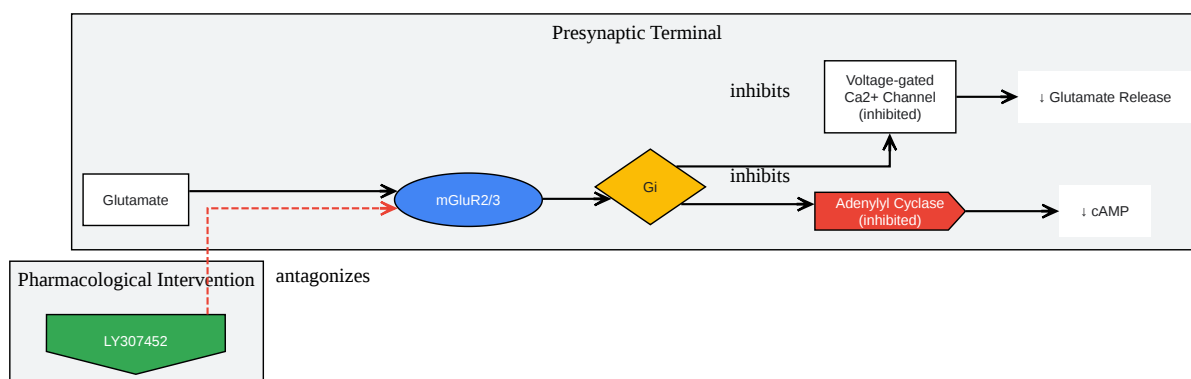 Presynaptic Terminal
Voltage-gated
Ca2+ Channel
(inhibited)
inhibits
↓ Glutamate Release
inhibits
Gi
Glutamate
mGluR2/3
Adenylyl Cyclase
(inhibited)
↓ cAMP
Pharmacological Intervention
antagonizes
LY307452